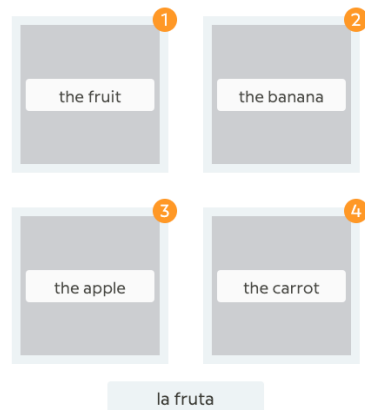 1
the fruit
2
the banana
3
the apple
4
the carrot
la fruta